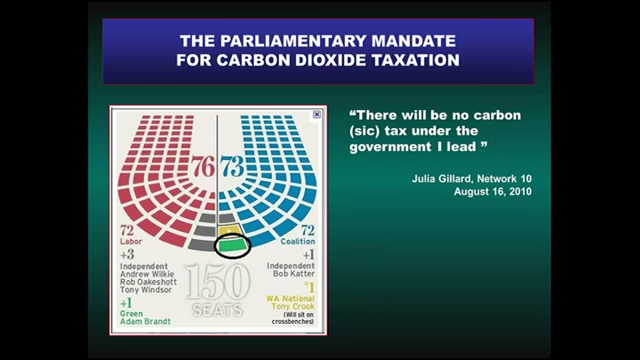 THE PARLIAMENTARY MANDATE
FOR CARBON DIOXIDE TAXATION
76 73
72
Labor
+3
Independent
Andrew Wilkie
Rob Oakeshott
Tony Windsor
+1
Green
Adam Brandt
150
SEATS
72
Coalition
+1
Independent
Bob Katter
*1
WA National
Tony Crook
(Will sit on
crossbenches)
“There will be no carbon
(sic) tax under the
government I lead ”
Julia Gillard, Network 10
August 16, 2010